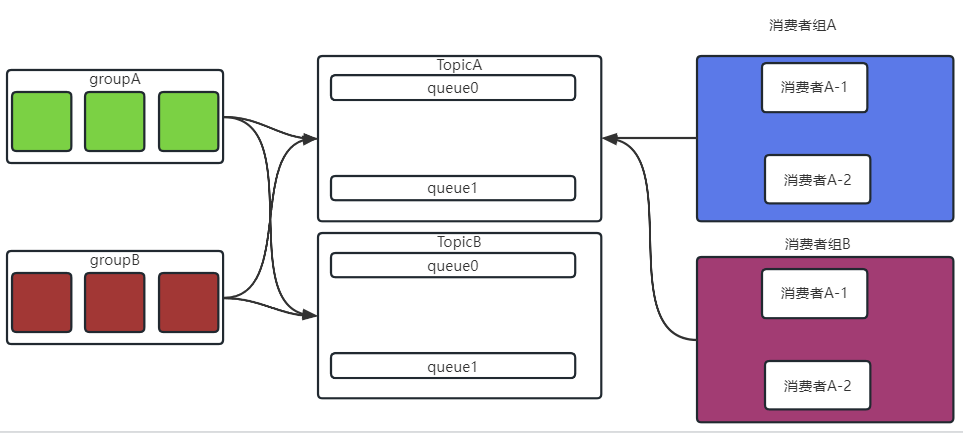 groupA
groupB
TopicA
queue0
queue1
TopicB
queue0
queue1
消费者组A
消费者A-1
消费者A-2
消费者组B
消费者A-1
消费者A-2